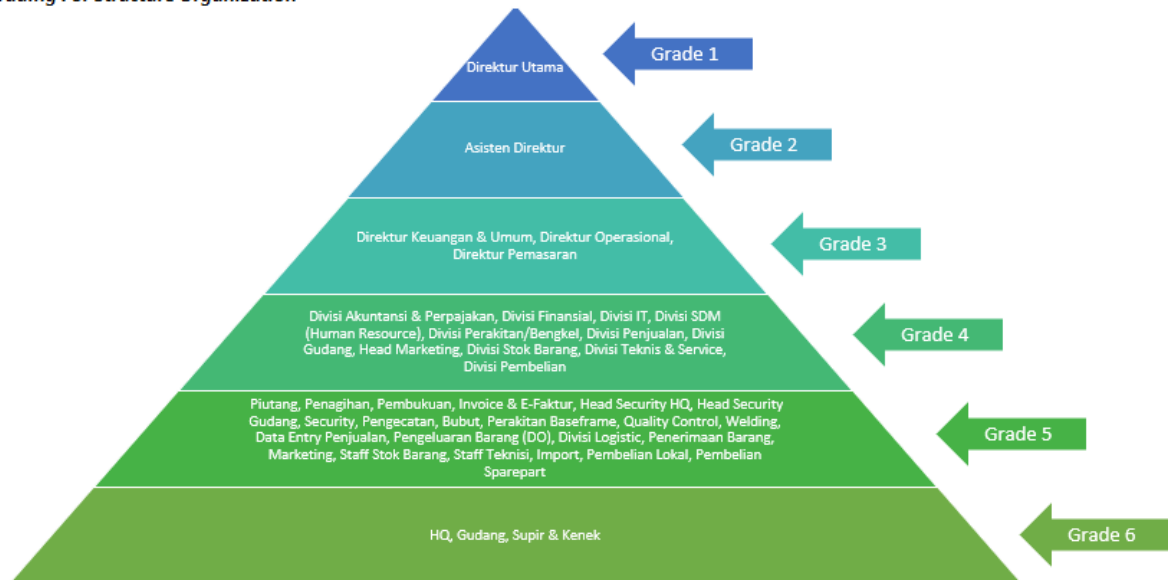 Structure Organization
Direktur Utama
Grade 1
Asisten Direktur
Grade 2
Direktur Keuangan & Umum, Direktur Operasional,
Direktur Pemasaran
Grade 3
Divisi Akuntansi & Perpajakan, Divisi Finansial, Divisi IT, Divisi SDM
(Human Resource), Divisi Perakitan/Bengkel, Divisi Penjualan, Divisi
Gudang, Head Marketing, Divisi Stok Barang, Divisi Teknis & Service,
Divisi Pembelian
Grade 4
Piutang, Penagihan, Pembukuan, Invoice & E-Faktur, Head Security HQ, Head Security
Gudang, Security, Pengecatan, Bubut, Perakitan Baseframe, Quality Control, Welding,
Data Entry Penjualan, Pengeluaran Barang (DO), Divisi Logistic, Penerimaan Barang,
Marketing, Staff Stok Barang, Staff Teknisi, Import, Pembelian Lokal, Pembelian
Sparepart
Grade 5
HQ, Gudang, Supir & Kenek
Grade 6